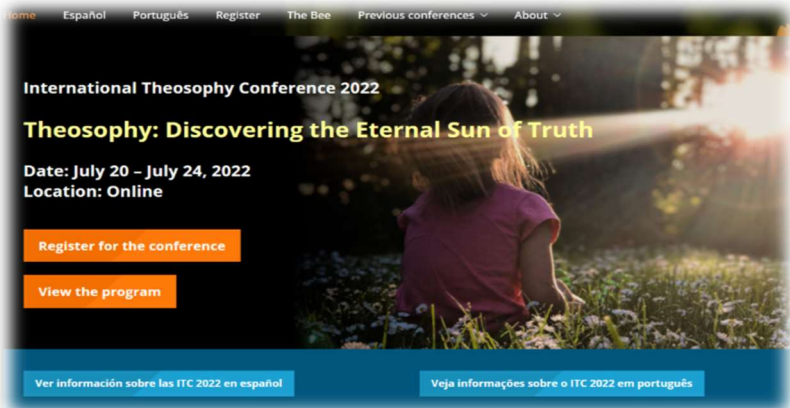 Home Español Português Register The Bee Previous conferences About
International Theosophy Conference 2022
Theosophy: Discovering the Eternal Sun of Truth
Date: July 20 – July 24, 2022
Location: Online
Register for the conference
View the program
Ver información sobre las ITC 2022 en español Veja informações sobre o ITC 2022 em português